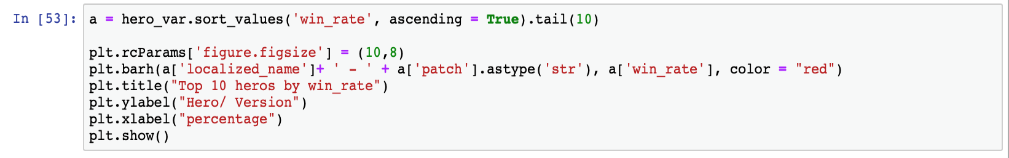 In [53]: a = hero_var.sort_values('win_rate', ascending = True).tail(10)
plt.rcParams['figure.figsize'] = (10,8)
plt.barh(a['localized_name']+ ' - ' + a['patch'].astype('str'), a['win_rate'], color = "red")
plt.title("Top 10 heros by win_rate")
plt.ylabel("Hero/ Version")
plt.xlabel("percentage")
plt.show()